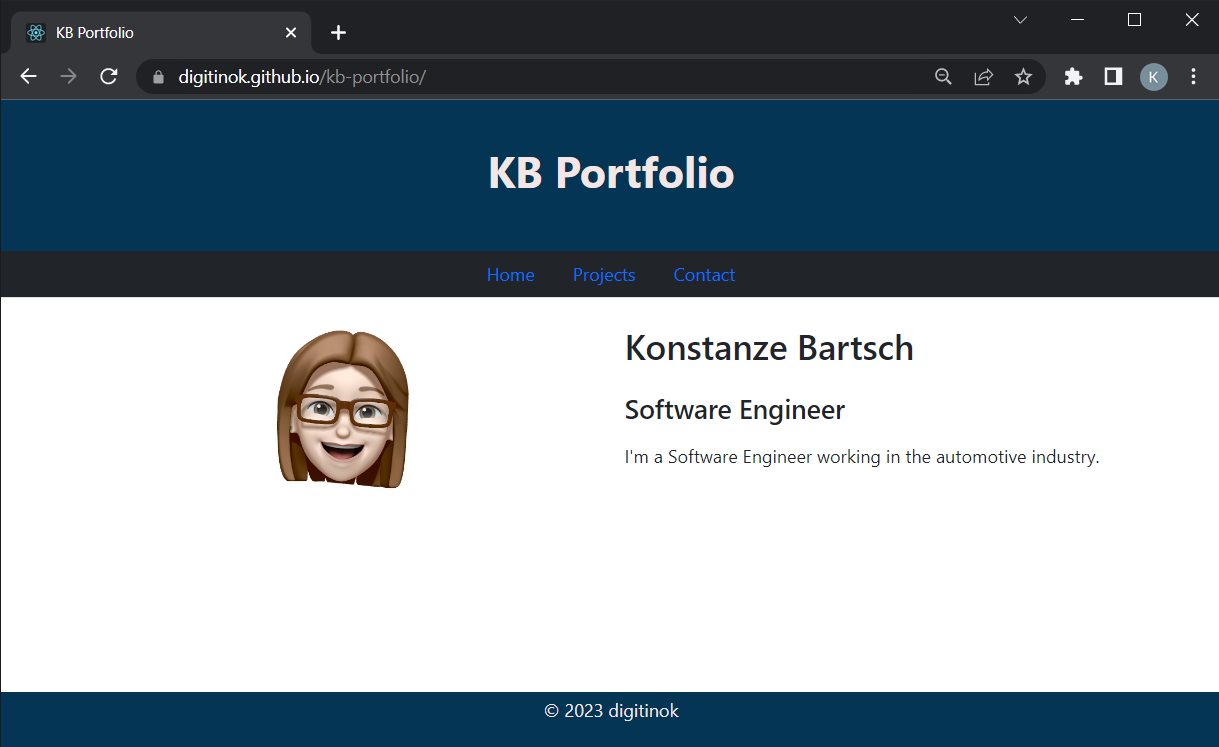 KB Portfolio
digitinok.github.io/kb-portfolio/
K
KB Portfolio
Home Projects Contact
Konstanze Bartsch
Software Engineer
I'm a Software Engineer working in the automotive industry.
© 2023 digitinok